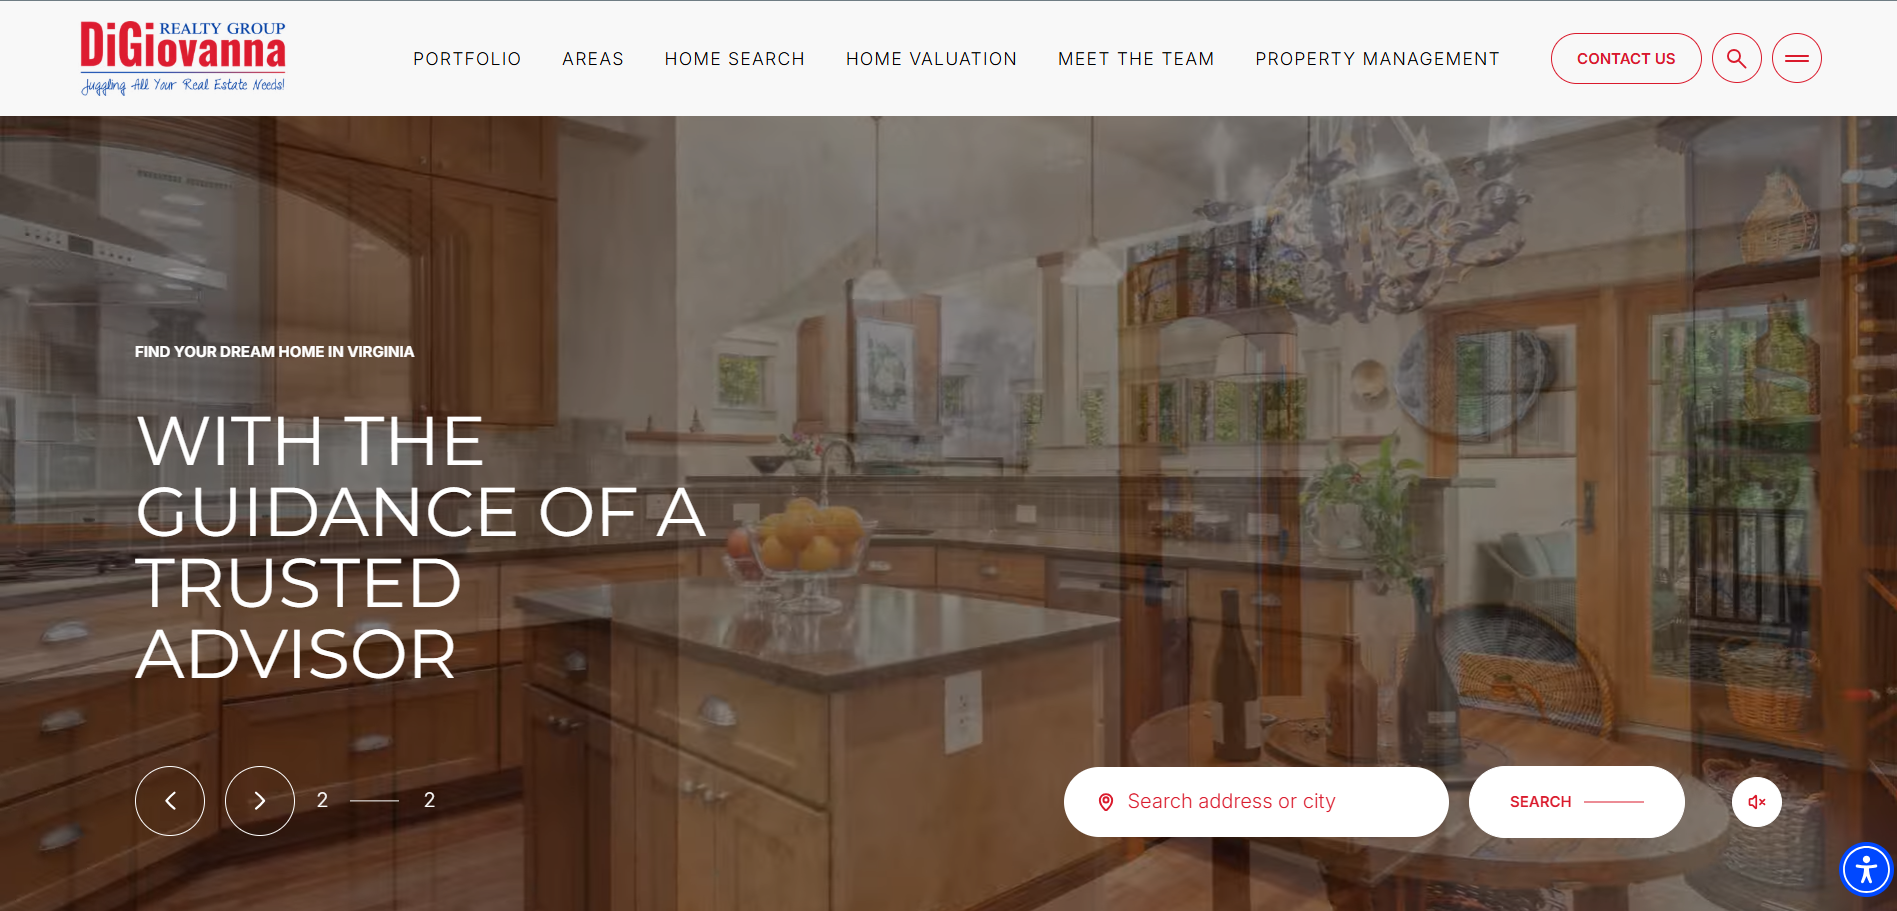 REALTY GROUP
DiGiovanna
Juggling All Your Real Estate Needs!
PORTFOLIO
AREAS
HOME SEARCH
HOME VALUATION
MEET THE TEAM
PROPERTY MANAGEMENT
CONTACT US
FIND YOUR DREAM HOME IN VIRGINIA
WITH THE
GUIDANCE OF A
TRUSTED
ADVISOR
2
2
Search address or city
SEARCH